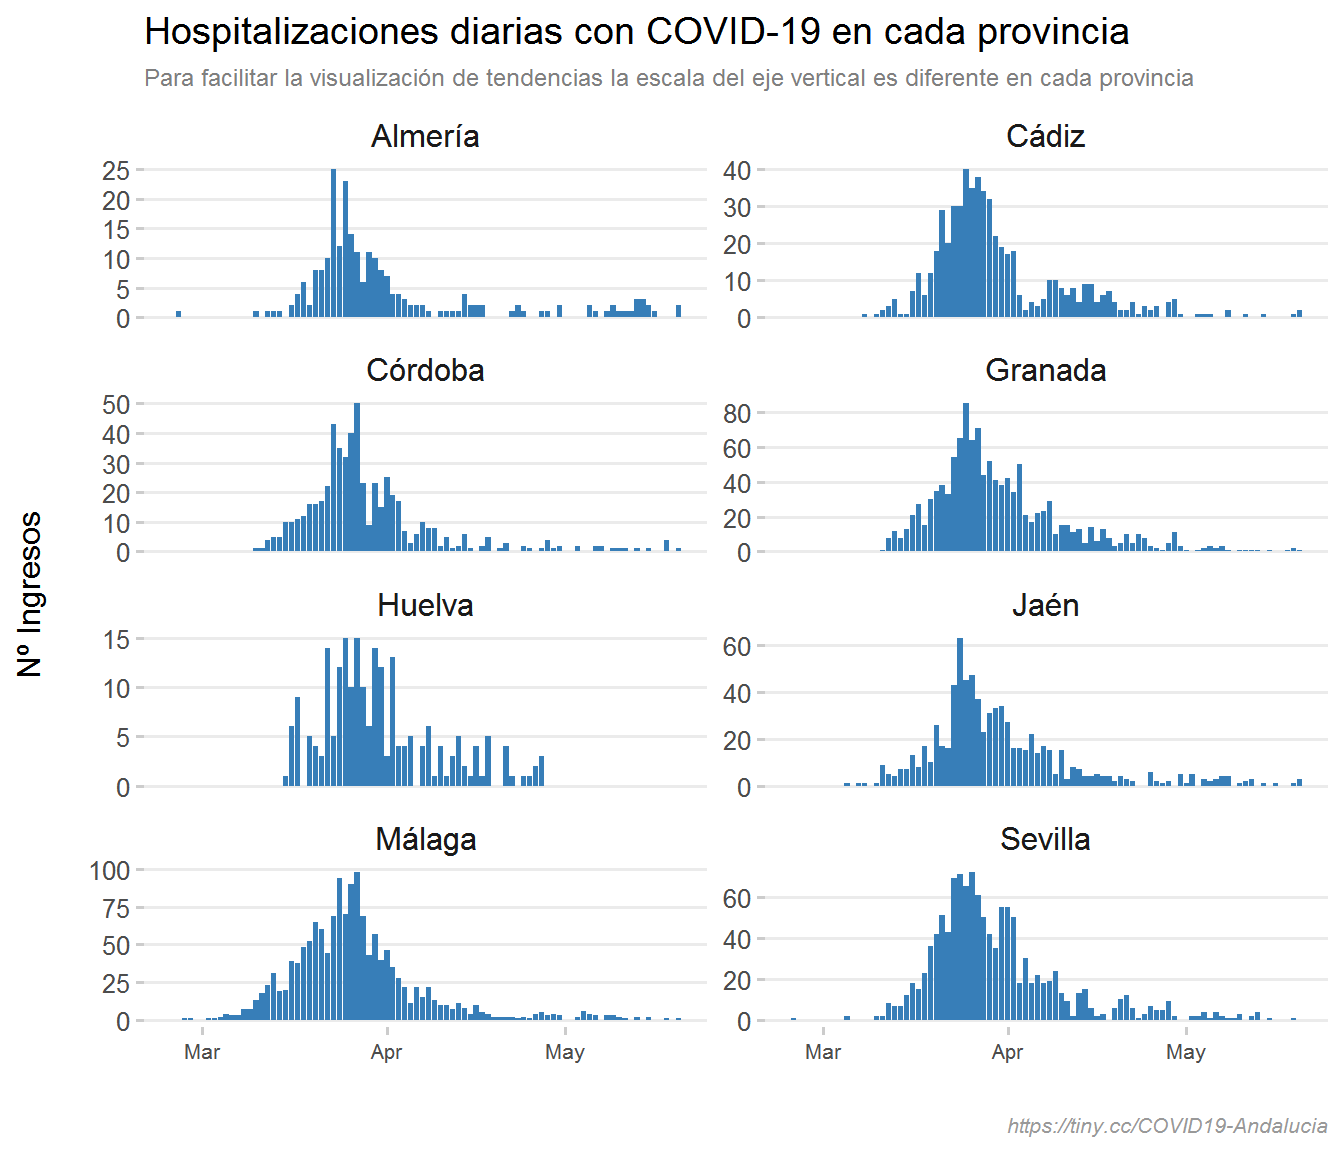 Hospitalizaciones diarias con COVID-19 en cada provincia
Para facilitar la visualización de tendencias la escala del eje vertical es diferente en cada provincia
Nº Ingresos
Almería
25
20
15
10
5
0
Cádiz
40
30
20
10
0
Córdoba
50
40
30
20
10
0
Granada
80
60
40
20
0
Huelva
15
10
5
0
Jaén
60
40
20
0
Málaga
100
75
50
25
0
Mar Apr May
Sevilla
60
40
20
0
Mar Apr May
https://tiny.cc/COVID19-Andalucia